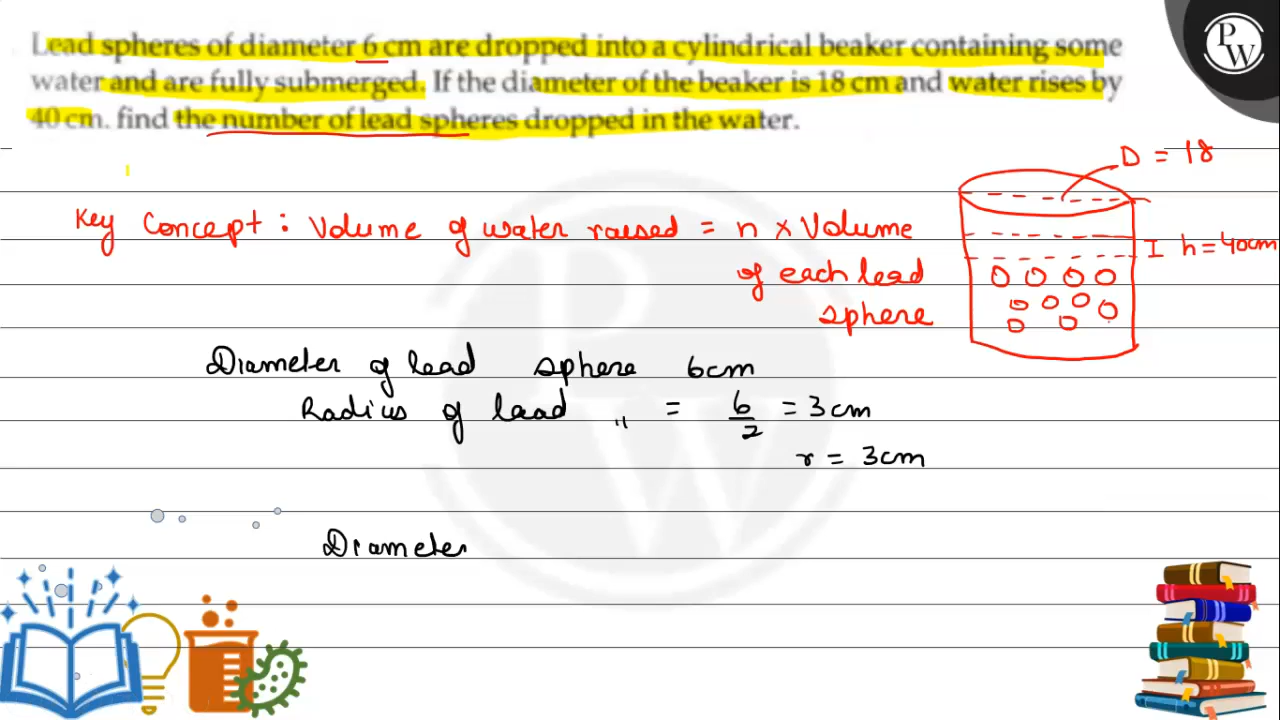 Lead spheres of diameter 6 cm are dropped into a cylindrical beaker containing some
water and are fully submerged. If the diameter of the beaker is 18 cm and water rises by
40 cm. find the number of lead spheres dropped in the water.
PW
D = 18
Key Concept : Volume of water raised = n x Volume
of each lead
sphere
h = 40cm
Diameter of lead sphere 6cm
Radius of lead " = 6/2 = 3 cm
r = 3cm
Diameter